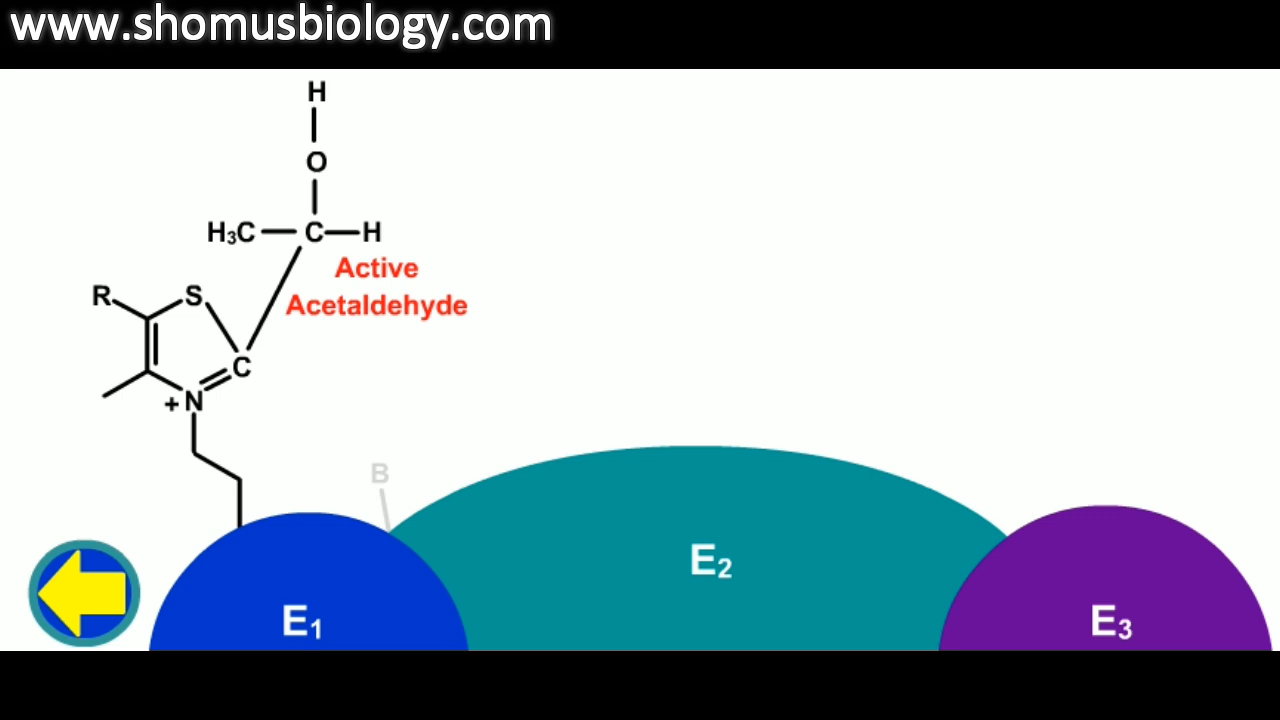 www.shomusbiology.com
H
O
H₃C C H
Active
Acetaldehyde
R S
C
+N
B
E₂
E₁ E₃